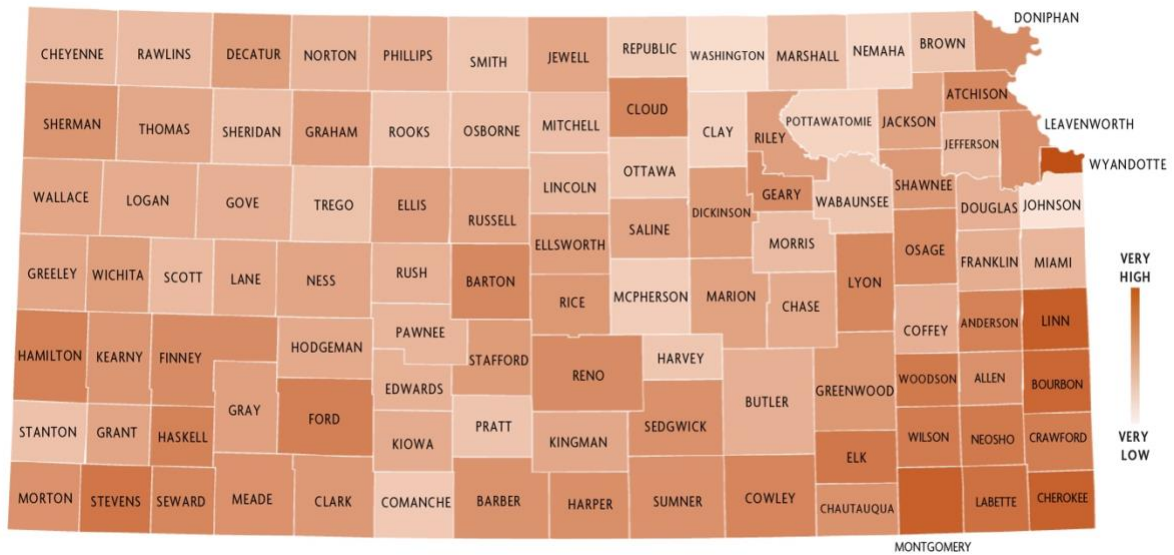 DONIPHAN
CHEYENNE RAWLINS DECATUR NORTON PHILLIPS SMITH JEWELL REPUBLIC WASHINGTON MARSHALL NEMAHA BROWN
ATCHISON
SHERMAN THOMAS SHERIDAN GRAHAM ROOKS OSBORNE MITCHELL CLOUD CLAY RILEY POTTAWATOMIE JACKSON
JEFFERSON LEAVENWORTH
WYANDOTTE
WALLACE LOGAN GOVE TREGO ELLIS RUSSELL LINCOLN OTTAWA DICKINSON GEARY WABAUNSEE SHAWNEE DOUGLAS JOHNSON
ELLSWORTH SALINE MORRIS OSAGE FRANKLIN MIAMI
GREELEY WICHITA SCOTT LANE NESS RUSH BARTON RICE MCPHERSON MARION CHASE LYON
VERY
HIGH
COFFEY ANDERSON LINN
HAMILTON KEARNY FINNEY HODGEMAN PAWNEE STAFFORD RENO HARVEY
EDWARDS GREENWOOD WOODSON ALLEN BOURBON
GRAY FORD BUTLER
STANTON GRANT HASKELL KIOWA PRATT KINGMAN SEDGWICK WILSON NEOSHO CRAWFORD
VERY
LOW
ELK
MORTON STEVENS SEWARD MEADE CLARK COMANCHE BARBER HARPER SUMNER COWLEY CHAUTAUQUA LABETTE CHEROKEE
MONTGOMERY